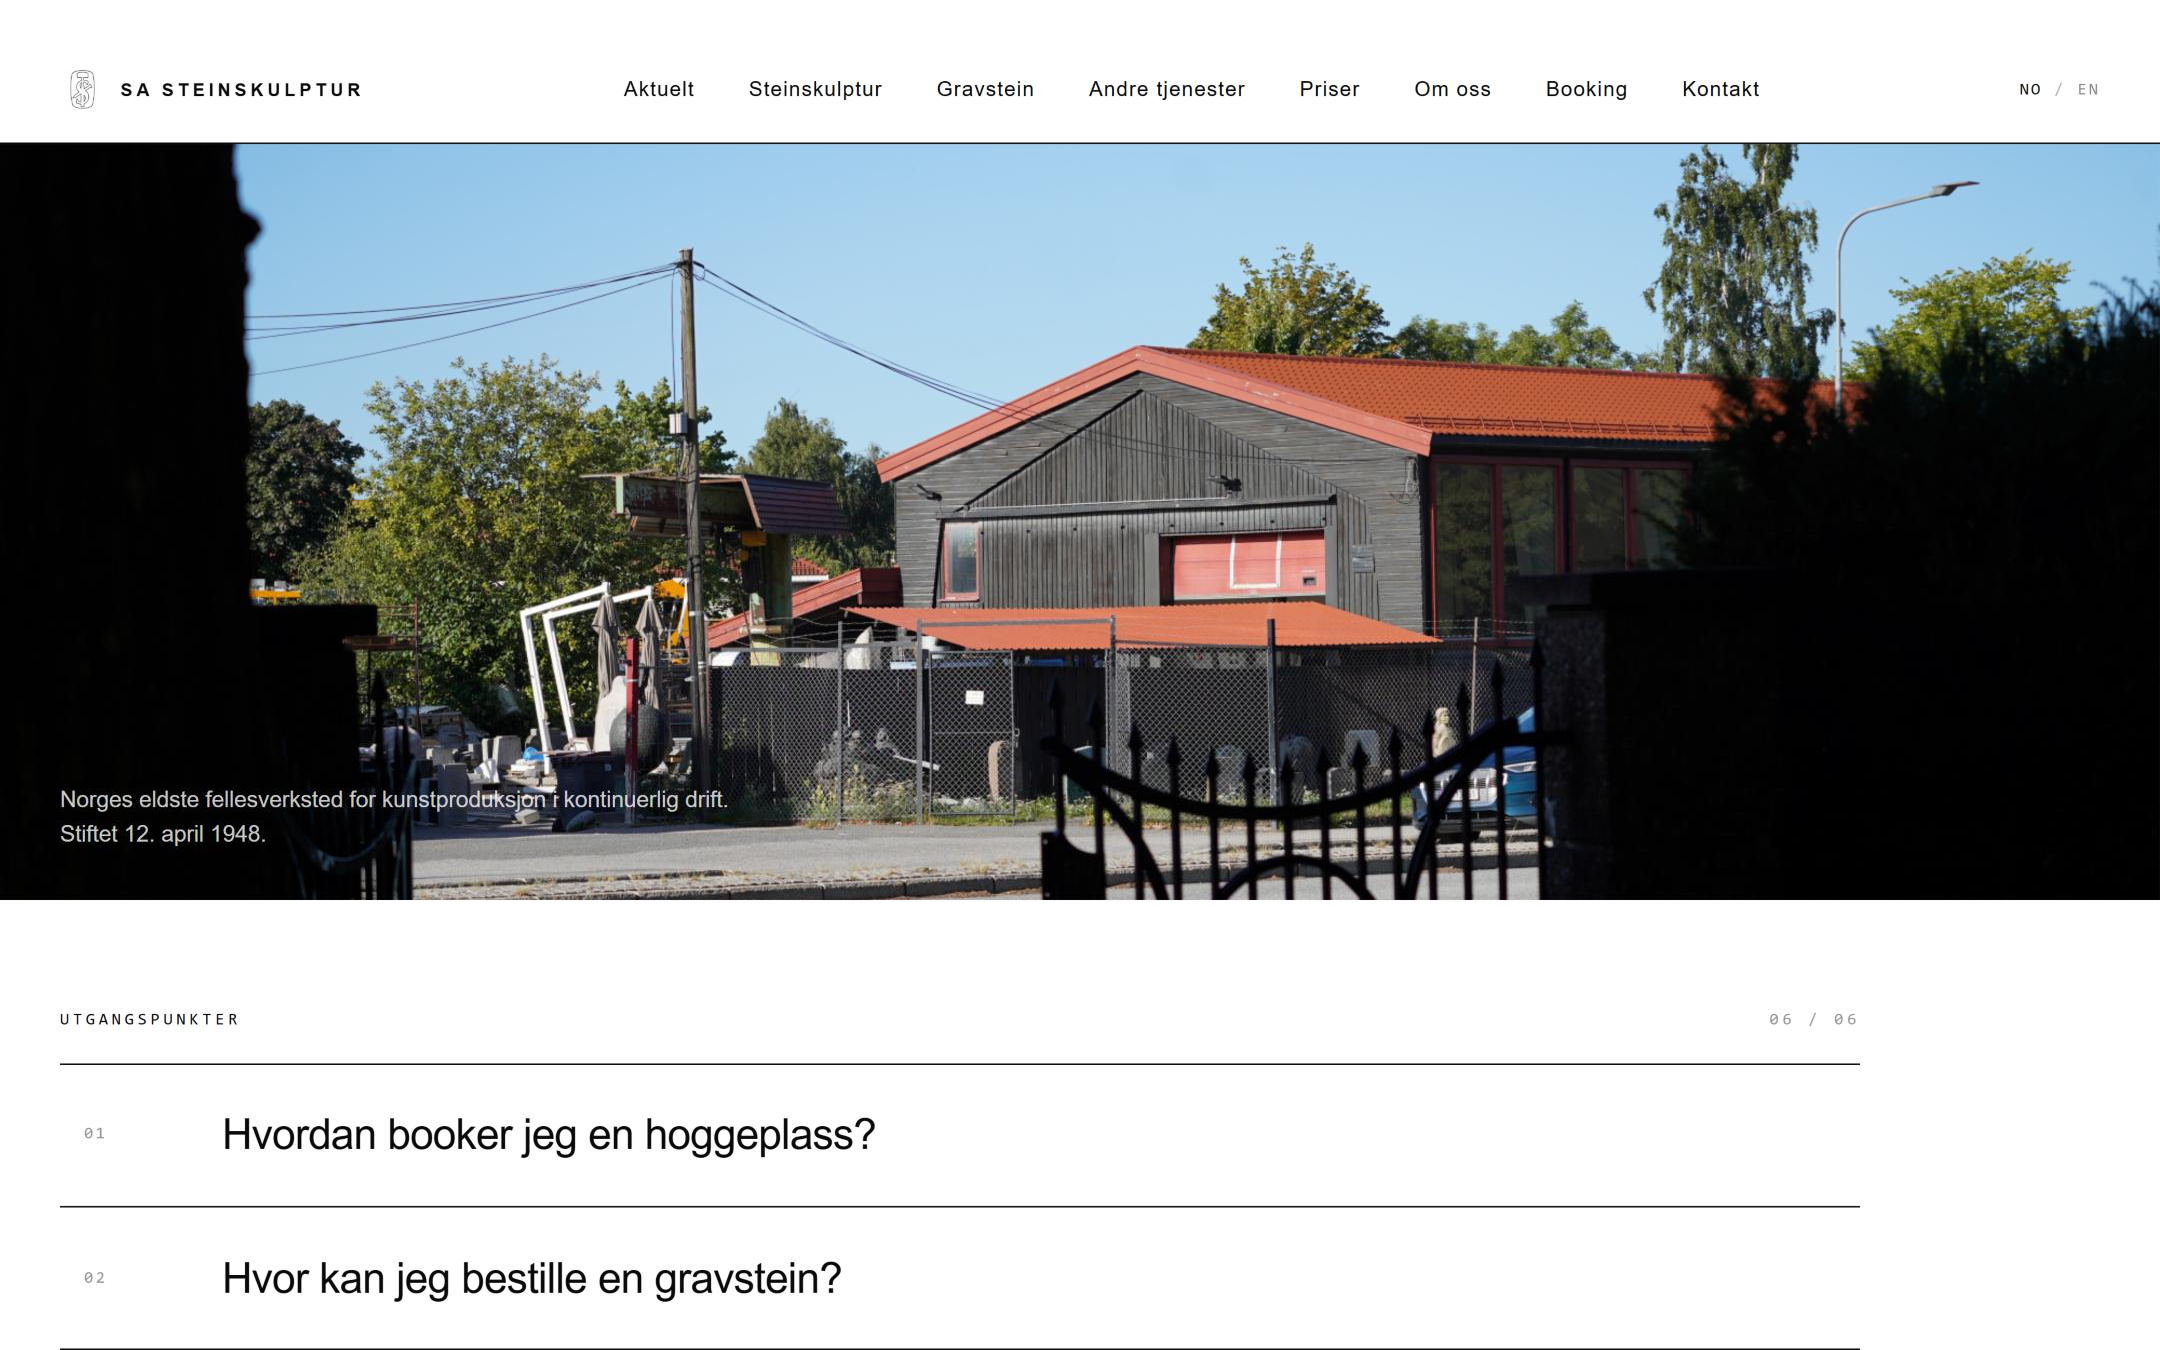 SA STEINSKULPTUR
Aktuelt Steinskulptur Gravstein Andre tjenester Priser Om oss Booking Kontakt
NO / EN
Norges eldste fellesverksted for kunstproduksjon i kontinuerlig drift.
Stiftet 12. april 1948.
UTGANGSPUNKTER
06 / 06
01
Hvordan booker jeg en hoggeplass?
02
Hvor kan jeg bestille en gravstein?